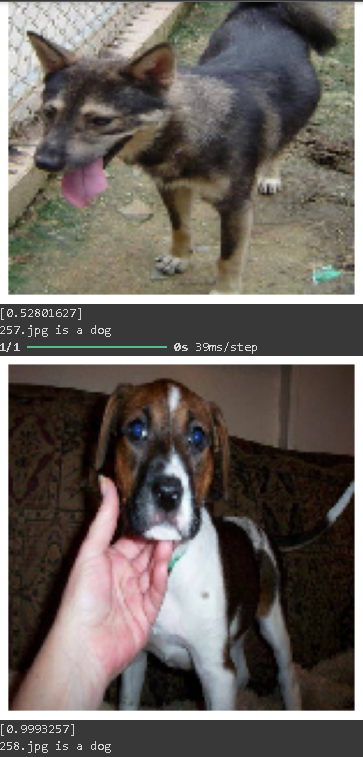 [0.52801627]
257.jpg is a dog
1/1 0s 39ms/step
[0.9993257]
258.jpg is a dog